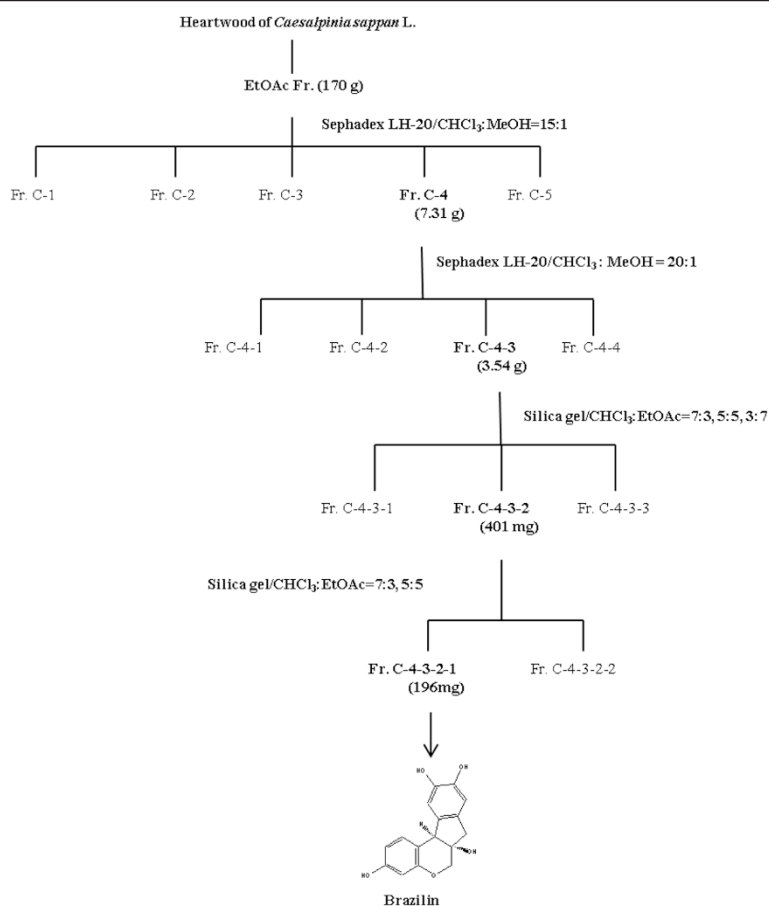 Heartwood of Caesalpinia sappan L.
EtOAc Fr. (170 g)
Sephadex LH-20/CHCl₃:MeOH=15:1
Fr. C-1 Fr. C-2 Fr. C-3 Fr. C-4 Fr. C-5
(7.31 g)
Sephadex LH-20/CHCl₃: MeOH=20:1
Fr. C-4-1 Fr. C-4-2 Fr. C-4-3 Fr. C-4-4
(3.54 g)
Silica gel/CHCl₃:EtOAc=7:3, 5:5, 3:7
Fr. C-4-3-1 Fr. C-4-3-2 Fr. C-4-3-3
(401 mg)
Silica gel/CHCl₃:EtOAc=7:3, 5:5
Fr. C-4-3-2-1 Fr. C-4-3-2-2
(196mg)
HO OH
H
OH
HO O
Brazilin